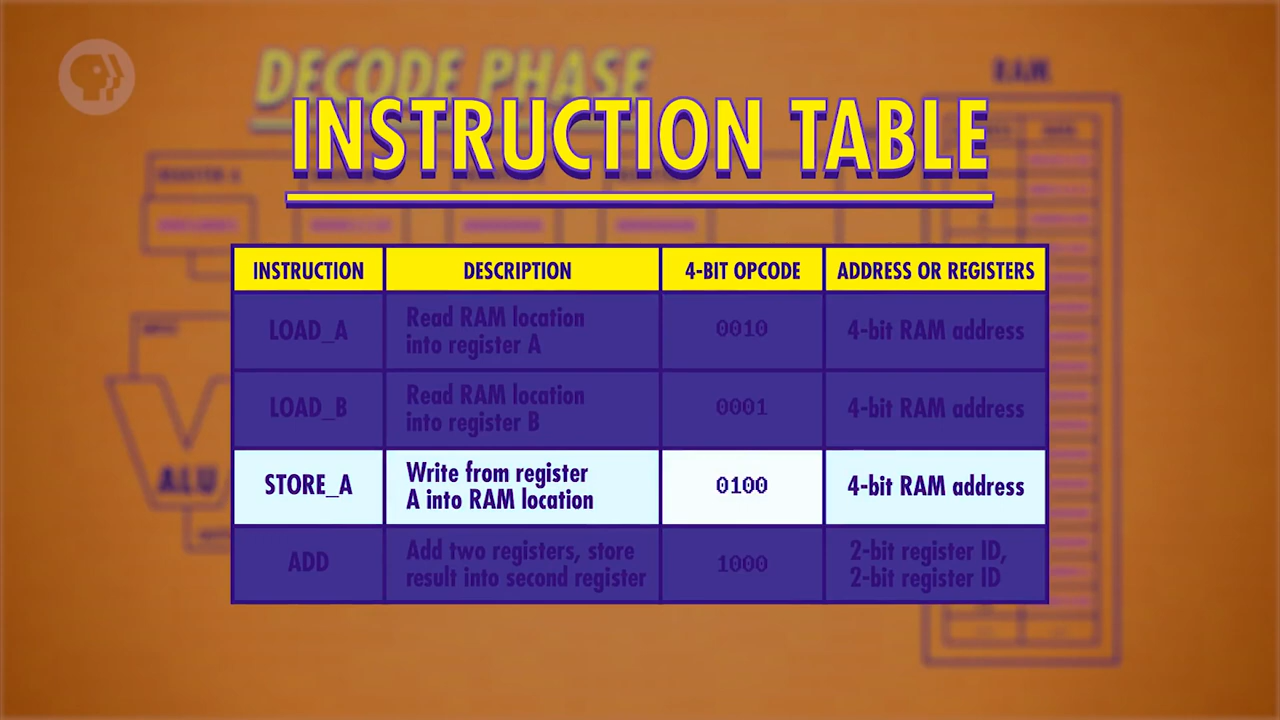 DECODE PHASE
RAM
INSTRUCTION TABLE
INSTRUCTION DESCRIPTION 4-BIT OPCODE ADDRESS OR REGISTERS
LOAD_A Read RAM location into register A 0010 4-bit RAM address
LOAD_B Read RAM location into register B 0001 4-bit RAM address
STORE_A Write from register A into RAM location 0100 4-bit RAM address
ADD Add two registers, store result into second register 1000 2-bit register ID, 2-bit register ID
REGISTER A
ALU